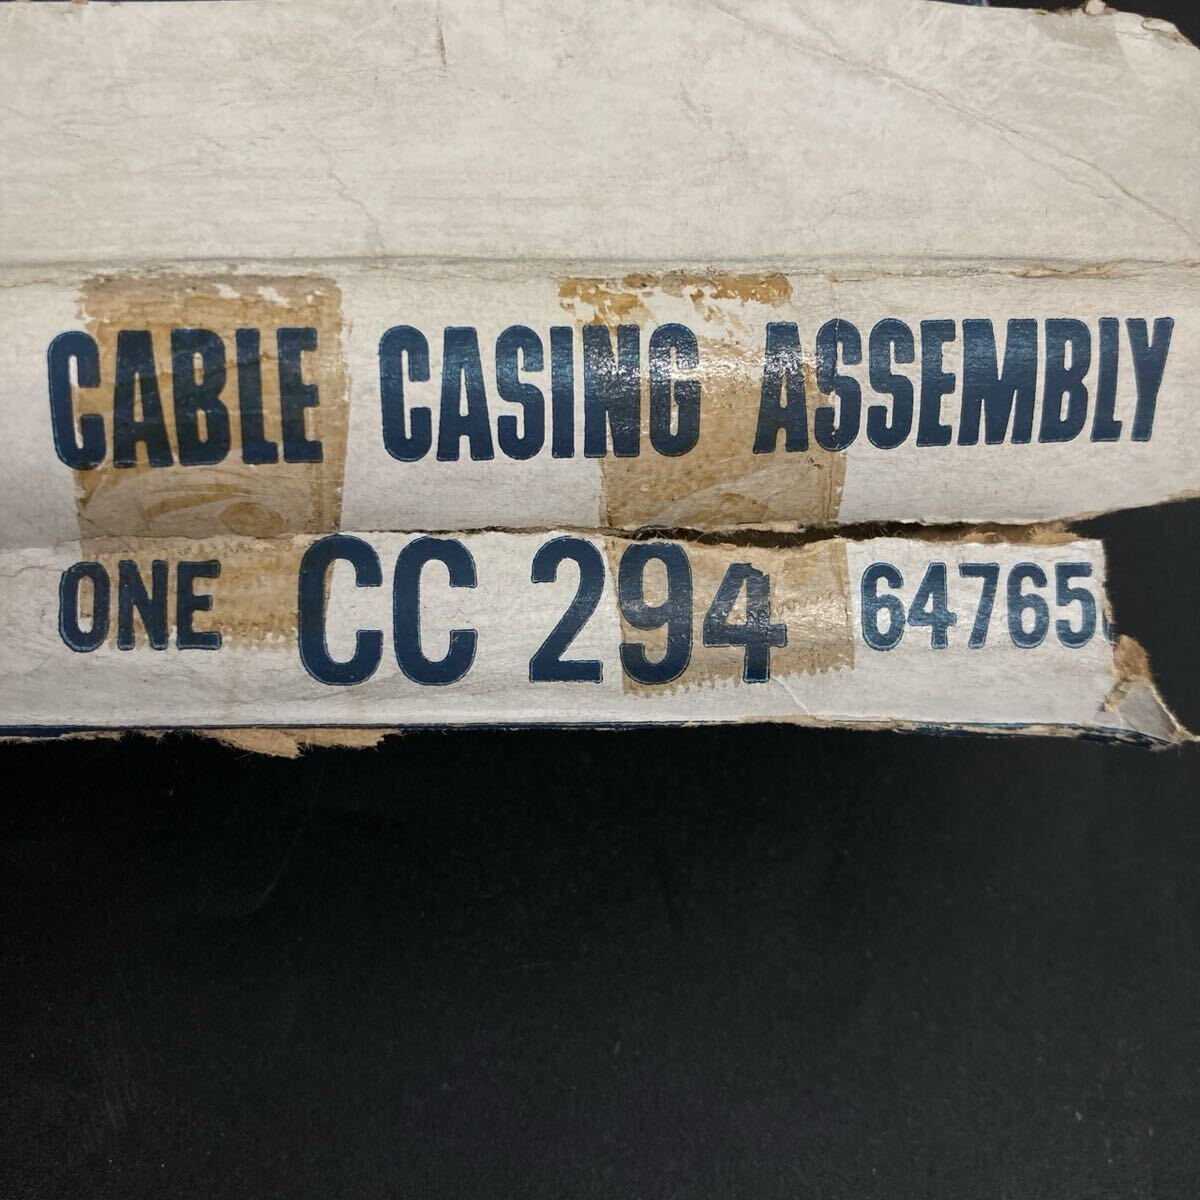 CABLE CASING ASSEMBLY
ONE CC 294 64765